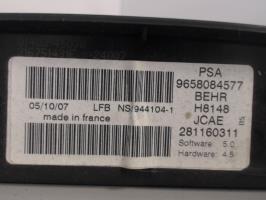 PSA
9658084577
BEHR
H8148
JCAE
281160311
Software: 5.0
Hardware: 4.5
05/10/07 LFB NS/944104-1
made in france